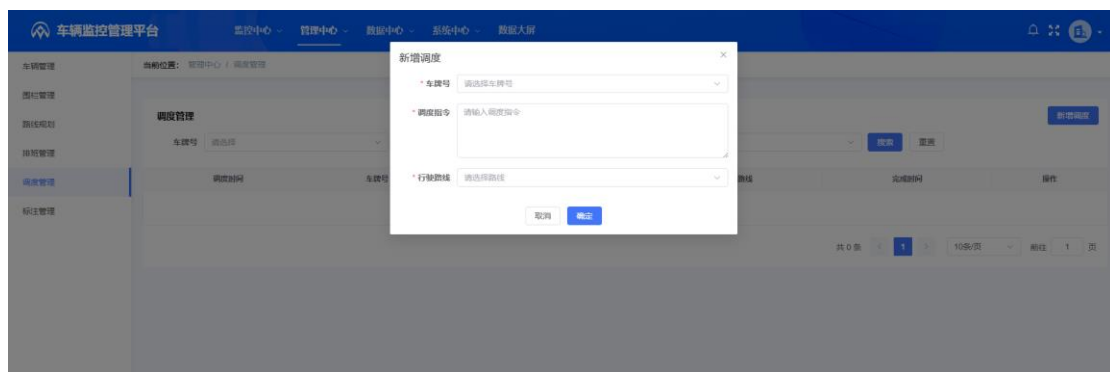 车辆监控管理平台 监控中心 管理中心 数据中心 系统中心 数据大屏
车辆管理
围栏管理
路线规划
排班管理
调度管理
标注管理
当前位置: 管理中心 / 调度管理
调度管理 新增调度
车牌号 请选择 搜索 重置
调度时间 车牌号 路线 完成时间 操作
共 0 条 1 10条/页 前往 1 页
新增调度
* 车牌号 请选择车牌号
* 调度指令 请输入调度指令
* 行驶路线 请选择路线
取消 确定